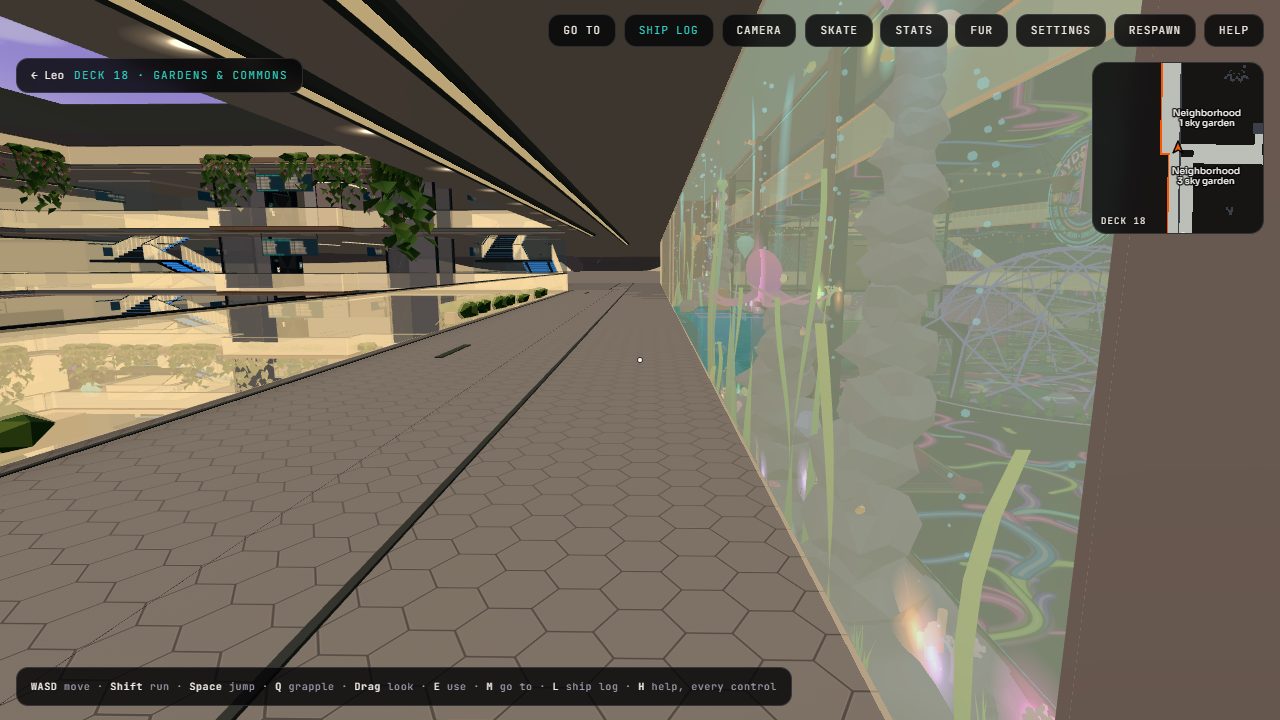 GO TO
SHIP LOG
CAMERA
SKATE
STATS
FUR
SETTINGS
RESPAWN
HELP
← Leo DECK 18 · GARDENS & COMMONS
Neighborhood
1 sky garden
Neighborhood
3 sky garden
DECK 18
WASD move · Shift run · Space jump · Q grapple · Drag look · E use · M go to · L ship log · H help, every control